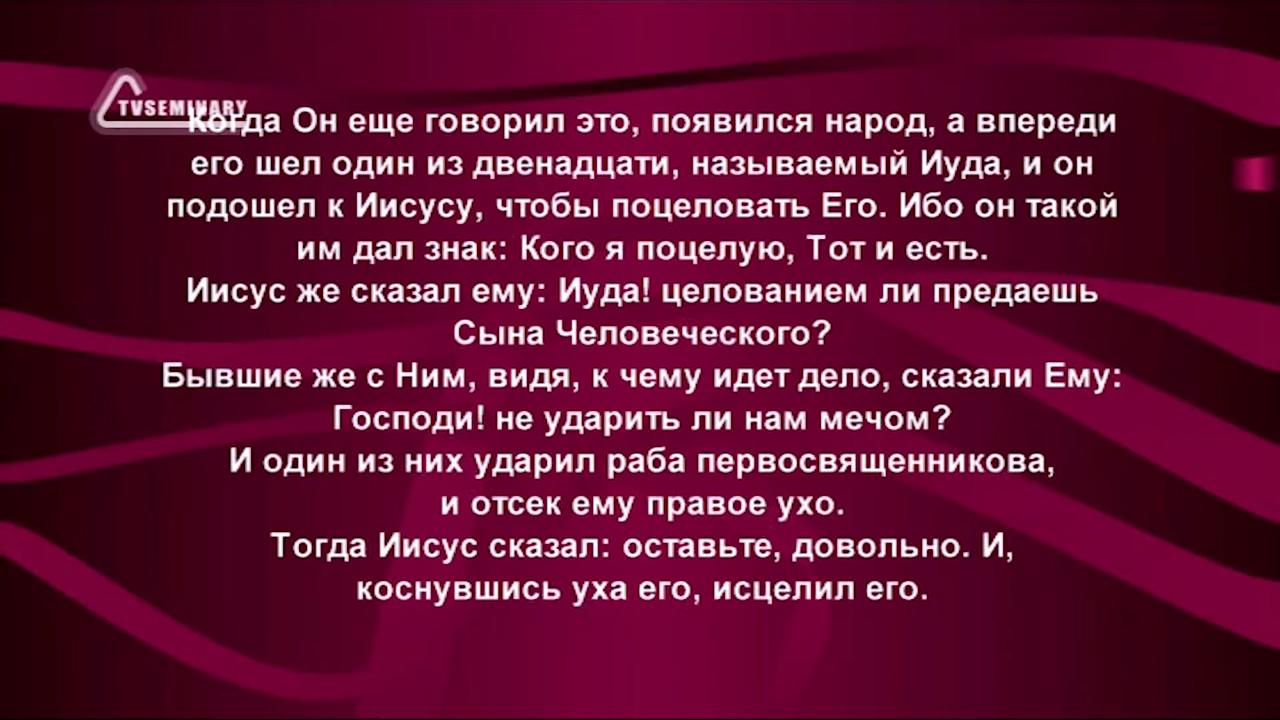 TVSEMINARY
Когда Он еще говорил это, появился народ, а впереди
его шел один из двенадцати, называемый Иуда, и он
подошел к Иисусу, чтобы поцеловать Его. Ибо он такой
им дал знак: Кого я поцелую, Тот и есть.
Иисус же сказал ему: Иуда! целованием ли предаешь
Сына Человеческого?
Бывшие же с Ним, видя, к чему идет дело, сказали Ему:
Господи! не ударить ли нам мечом?
И один из них ударил раба первосвященникова,
и отсек ему правое ухо.
Тогда Иисус сказал: оставьте, довольно. И,
коснувшись уха его, исцелил его.